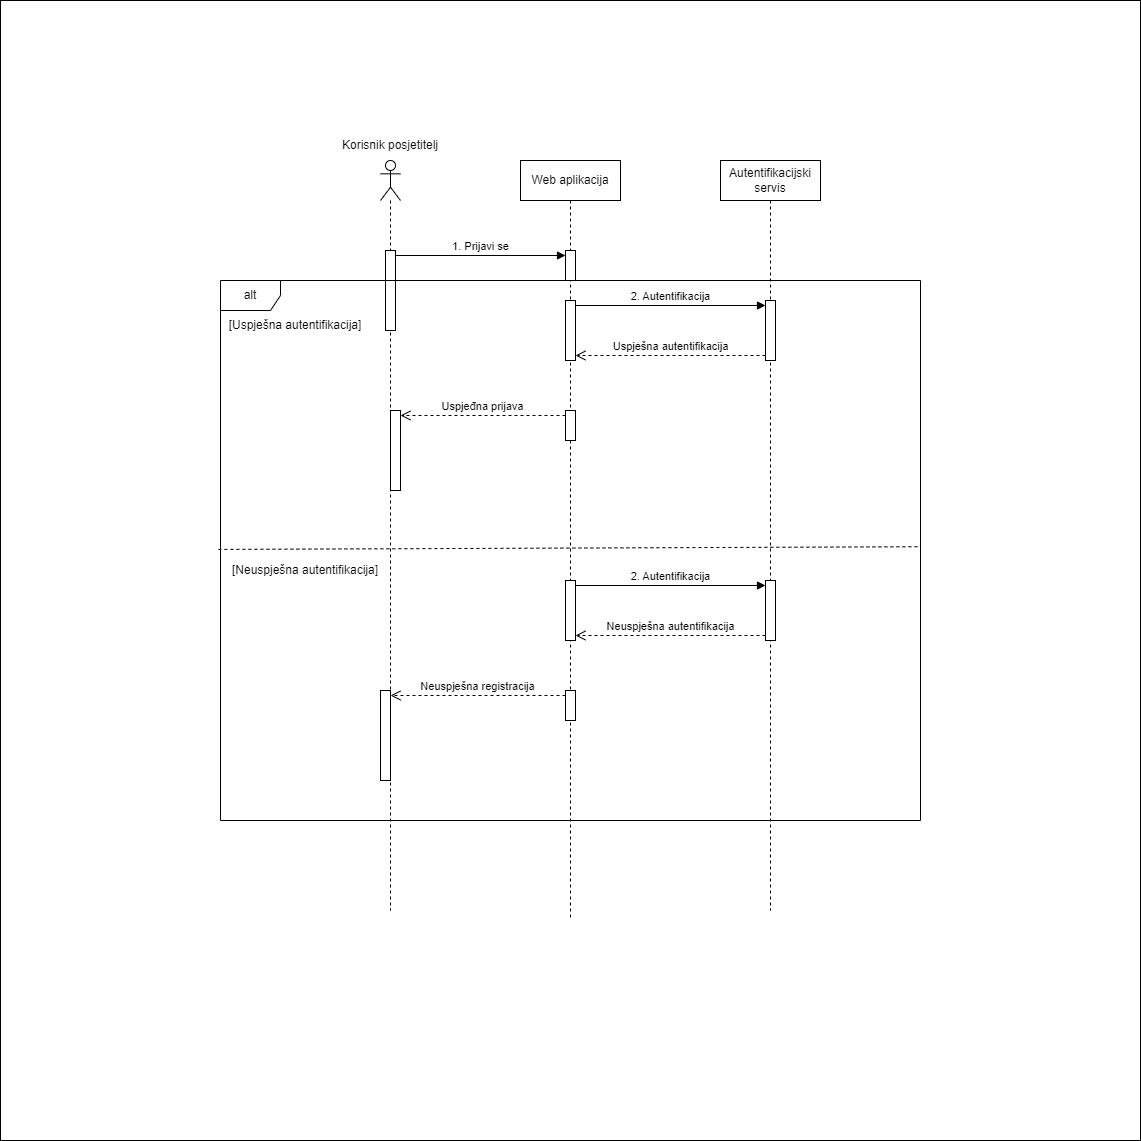 Korisnik posjetitelj
Web aplikacija
Autentifikacijski
servis
1. Prijavi se
alt
2. Autentifikacija
[Uspješna autentifikacija]
Uspješna autentifikacija
Uspjeđna prijava
[Neuspješna autentifikacija]
2. Autentifikacija
Neuspješna autentifikacija
Neuspješna registracija